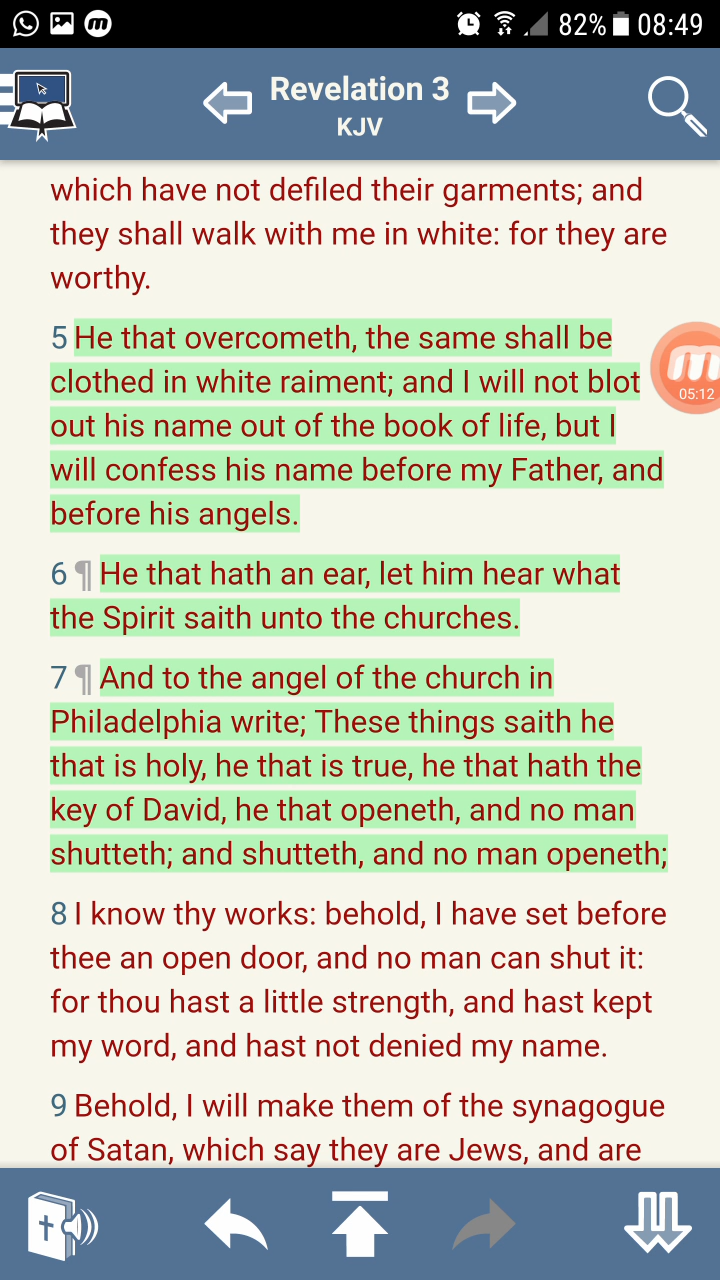 82% 08:49
Revelation 3
KJV
which have not defiled their garments; and
they shall walk with me in white: for they are
worthy.
5 He that overcometh, the same shall be
clothed in white raiment; and I will not blot
out his name out of the book of life, but I
will confess his name before my Father, and
before his angels.
6 ¶ He that hath an ear, let him hear what
the Spirit saith unto the churches.
7 ¶ And to the angel of the church in
Philadelphia write; These things saith he
that is holy, he that is true, he that hath the
key of David, he that openeth, and no man
shutteth; and shutteth, and no man openeth;
8 I know thy works: behold, I have set before
thee an open door, and no man can shut it:
for thou hast a little strength, and hast kept
my word, and hast not denied my name.
9 Behold, I will make them of the synagogue
of Satan, which say they are Jews, and are
m
05:12